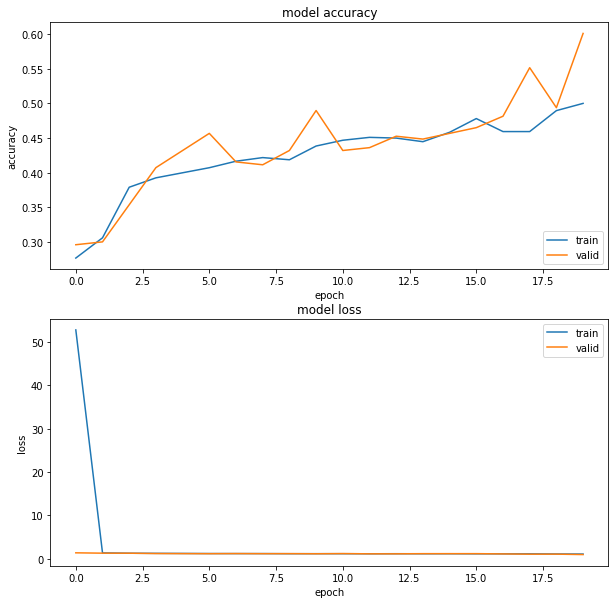 model accuracy
0.60
0.55
0.50
0.45
0.40
0.35
0.30
accuracy
train
valid
0.0 2.5 5.0 7.5 10.0 12.5 15.0 17.5
epoch
model loss
50
40
30
20
10
0
loss
train
valid
0.0 2.5 5.0 7.5 10.0 12.5 15.0 17.5
epoch